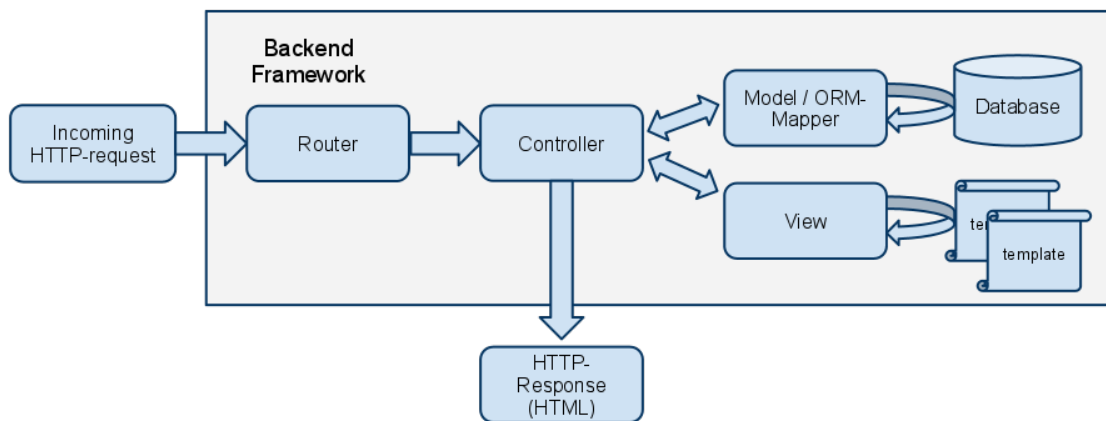 Backend
Framework
Incoming
HTTP-request
Router
Controller
Model / ORM-
Mapper
Database
View
template
HTTP-
Response
(HTML)